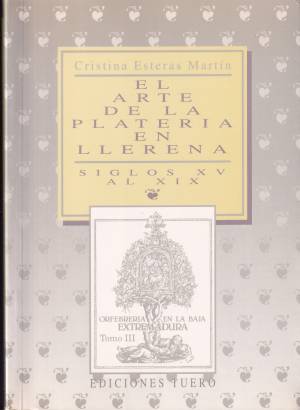 Cristina Esteras Martín
EL
ARTE
DE LA
PLATERIA
EN
LLERENA
SIGLOS XV
AL XIX
ORFEBRERIA EN LA BAJA
EXTREMADURA
Tomo III
EDICIONES TUERO